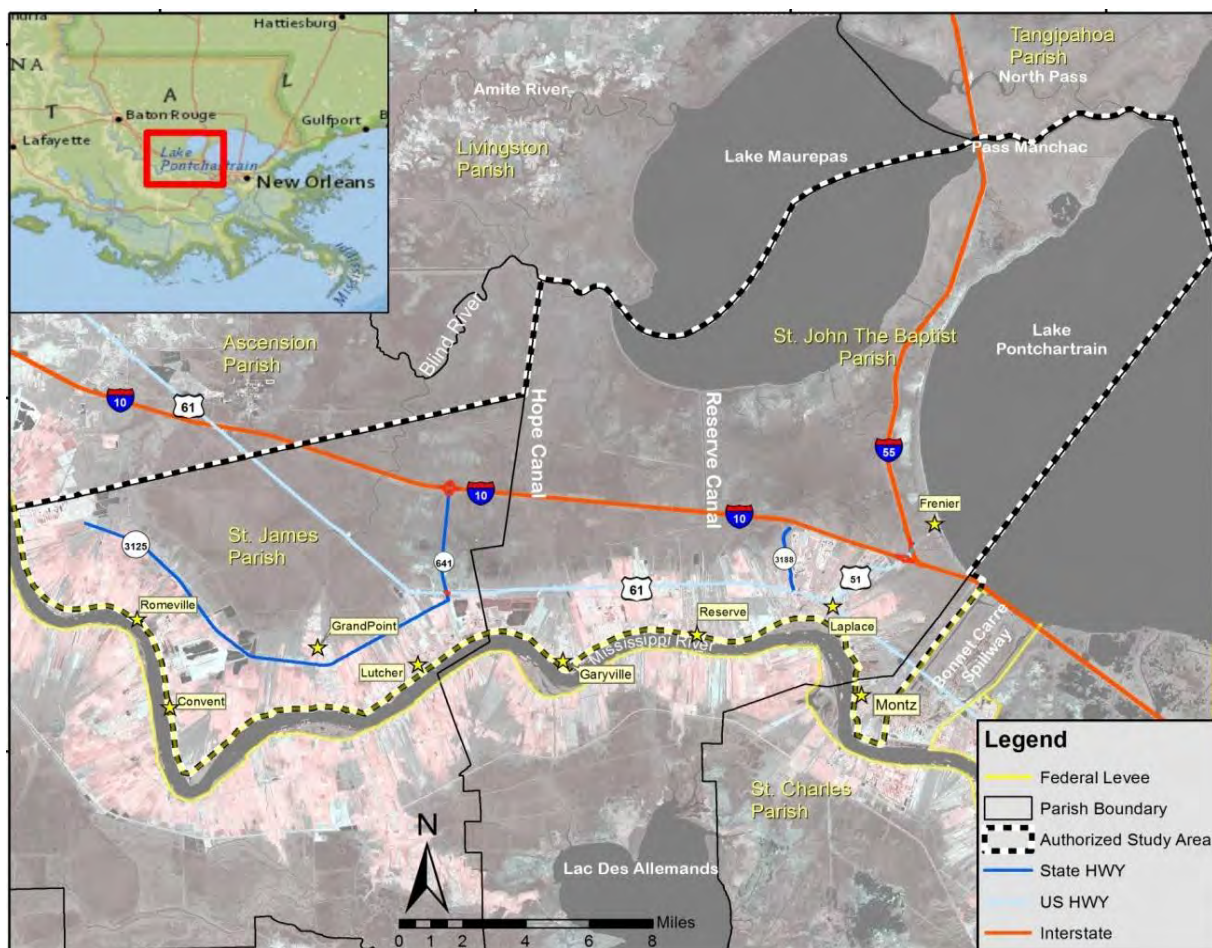 ndura
Hattiesburg
N A
T
A
L
Baton Rouge
Gulfport
B
Lafayette
Lake
Pontchartrain
New Orleans
Mississippi
Tangipahoa
Parish
North Pass
Amite River
Livingston
Parish
Lake Maurepas
Pass Manchac
Blind River
Ascension
Parish
St. John The Baptist
Parish
Lake
Pontchartrain
61
10
Hope Canal
Reserve Canal
55
10
10
Frenier
St. James
Parish
3125
641
3188
51
61
Romeville
GrandPoint
Reserve
Laplace
Lutcher
Mississippi River
Garyville
Bonnet Carre
Spillway
Convent
Montz
St. Charles
Parish
Lac Des Allemands
N
Miles
0 1 2 4 6 8
Legend
Federal Levee
Parish Boundary
Authorized Study Area
State HWY
US HWY
Interstate